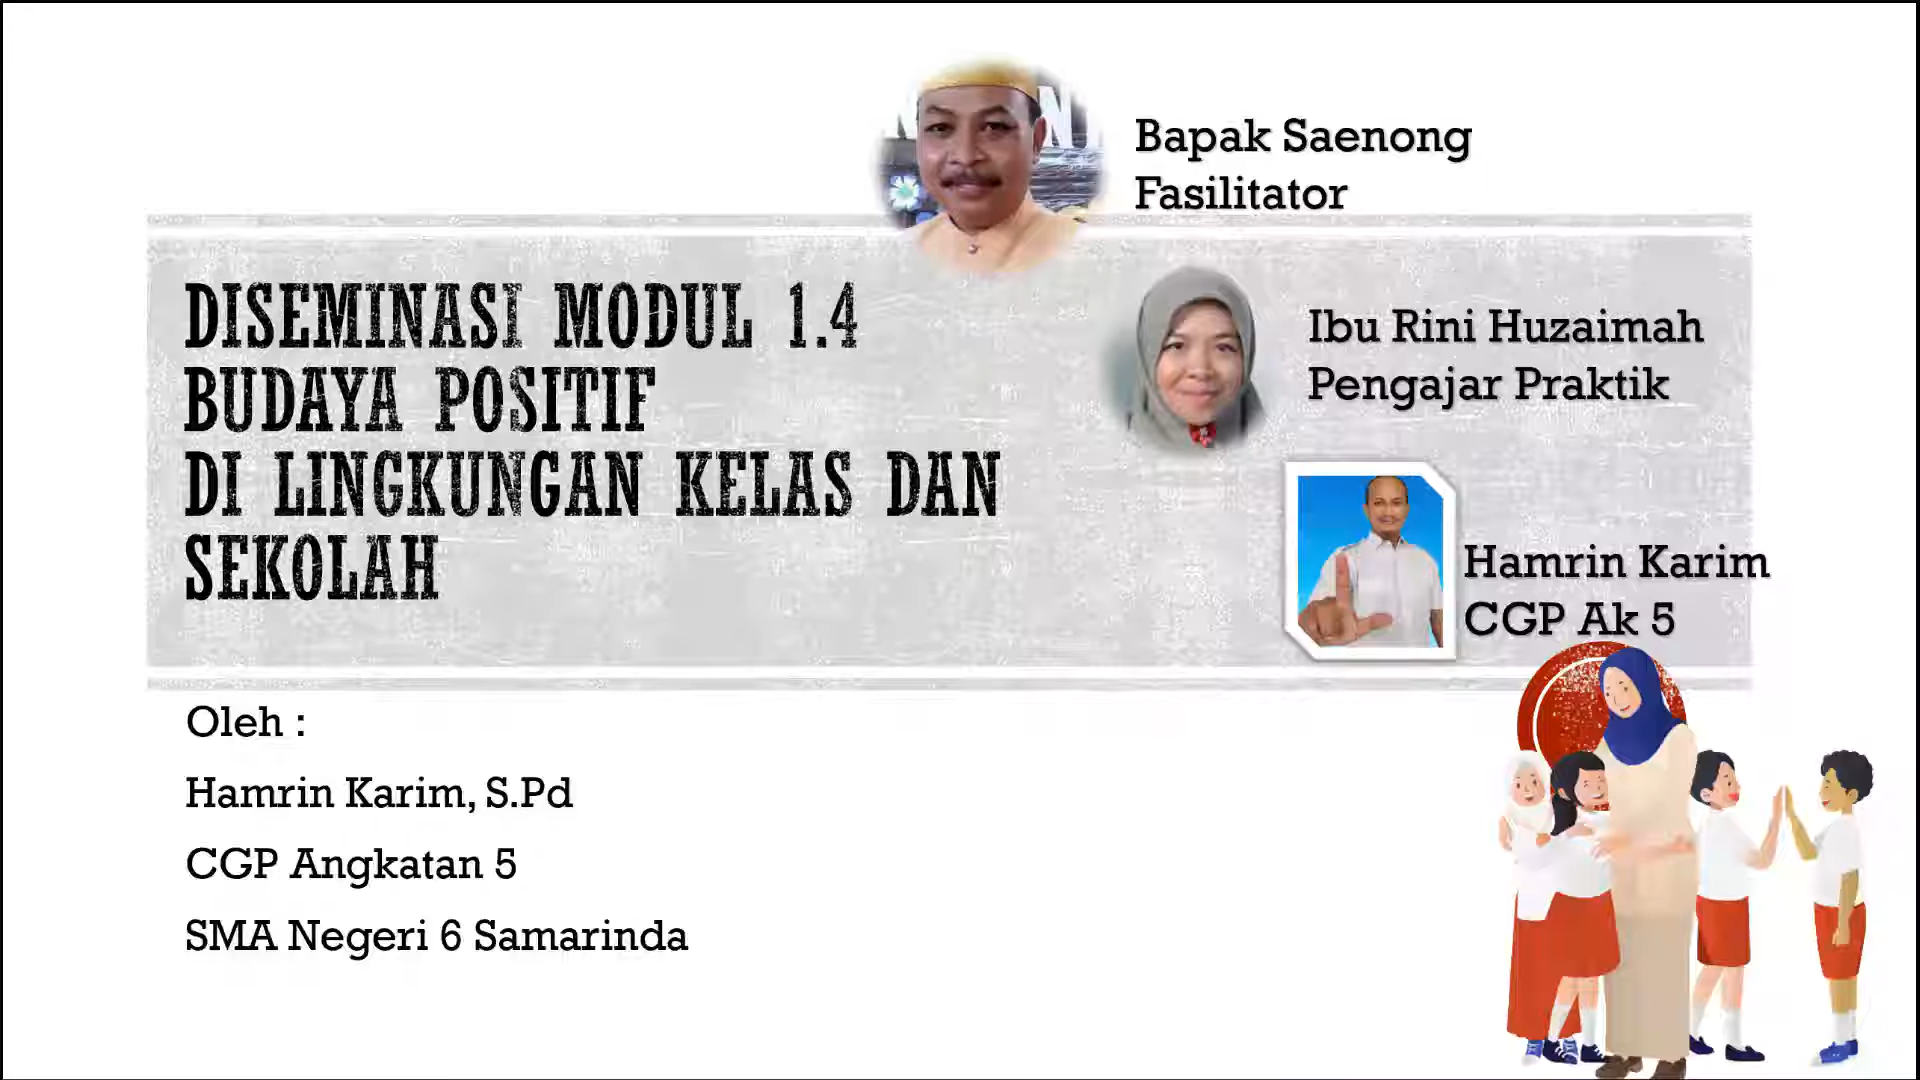 Bapak Saenong
Fasilitator
DISEMINASI MODUL 1.4
BUDAYA POSITIF
DI LINGKUNGAN KELAS DAN
SEKOLAH
Ibu Rini Huzaimah
Pengajar Praktik
Hamrin Karim
CGP Ak 5
Oleh :
Hamrin Karim, S.Pd
CGP Angkatan 5
SMA Negeri 6 Samarinda